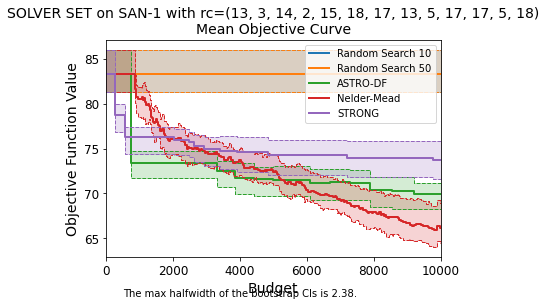 SOLVER SET on SAN-1 with rc=(13, 3, 14, 2, 15, 18, 17, 13, 5, 17, 17, 5, 18)
Mean Objective Curve
Random Search 10
Random Search 50
ASTRO-DF
Nelder-Mead
STRONG
Objective Function Value
85
80
75
70
65
0 2000 4000 6000 8000 10000
Budget
The max halfwidth of the bootstrap CIs is 2.38.